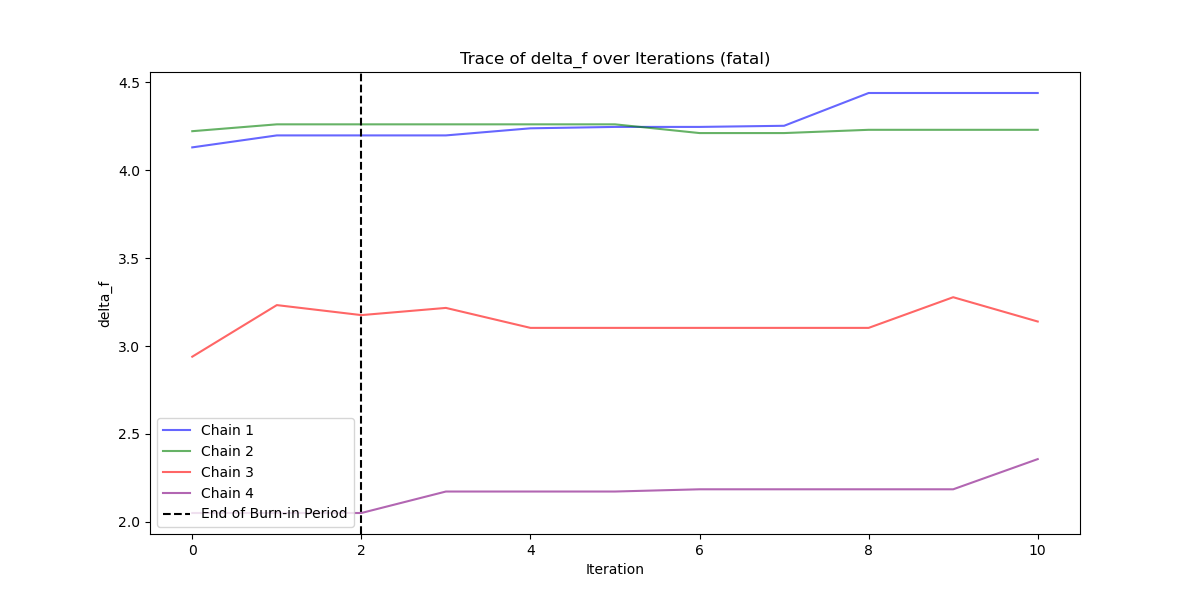 Trace of delta_f over Iterations (fatal)
4.5
4.0
3.5
3.0
2.5
2.0
delta_f
Chain 1
Chain 2
Chain 3
Chain 4
End of Burn-in Period
0 2 4 6 8 10
Iteration